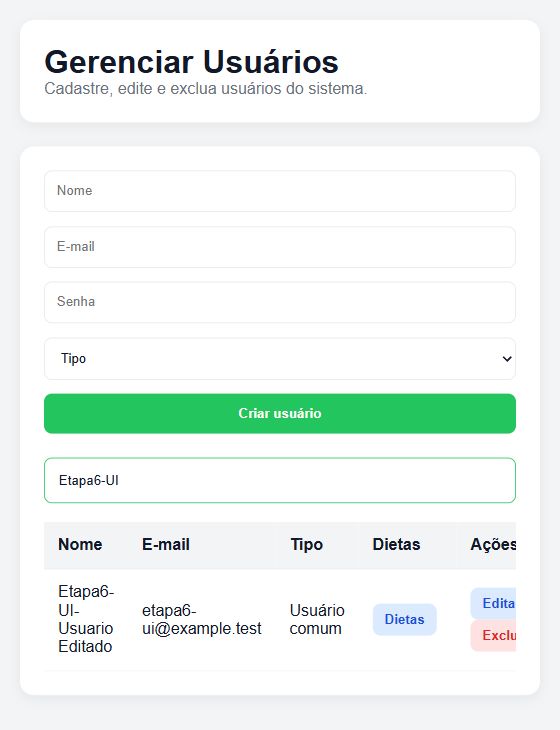 Gerenciar Usuários
Cadastre, edite e exclua usuários do sistema.
Nome
E-mail
Senha
Tipo
Criar usuário
Etapa6-UI
Nome E-mail Tipo Dietas Ações
Etapa6-
UI-
Usuario
Editado
etapa6-
ui@example.test
Usuário
comum
Dietas
Edita
Exclu